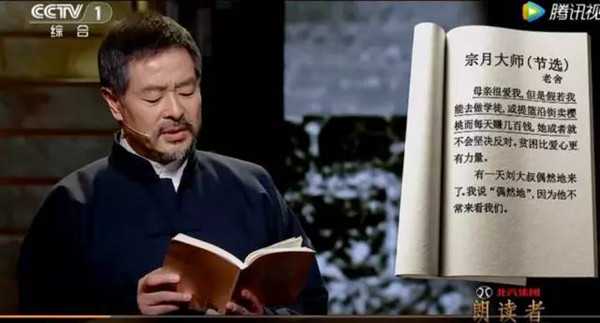 CCTV 1
综合
腾讯视
宗月大师(节选)
老舍
母亲很爱我,但是假若我
能去做学徒,或提篮沿街卖樱
桃而每天赚几百钱,她或者就
不会坚决反对。贫困比爱心更
有力量。
有一天刘大叔偶然地来
了。我说“偶然地”,因为他不
常来看我们。
北汽集团
朗读者